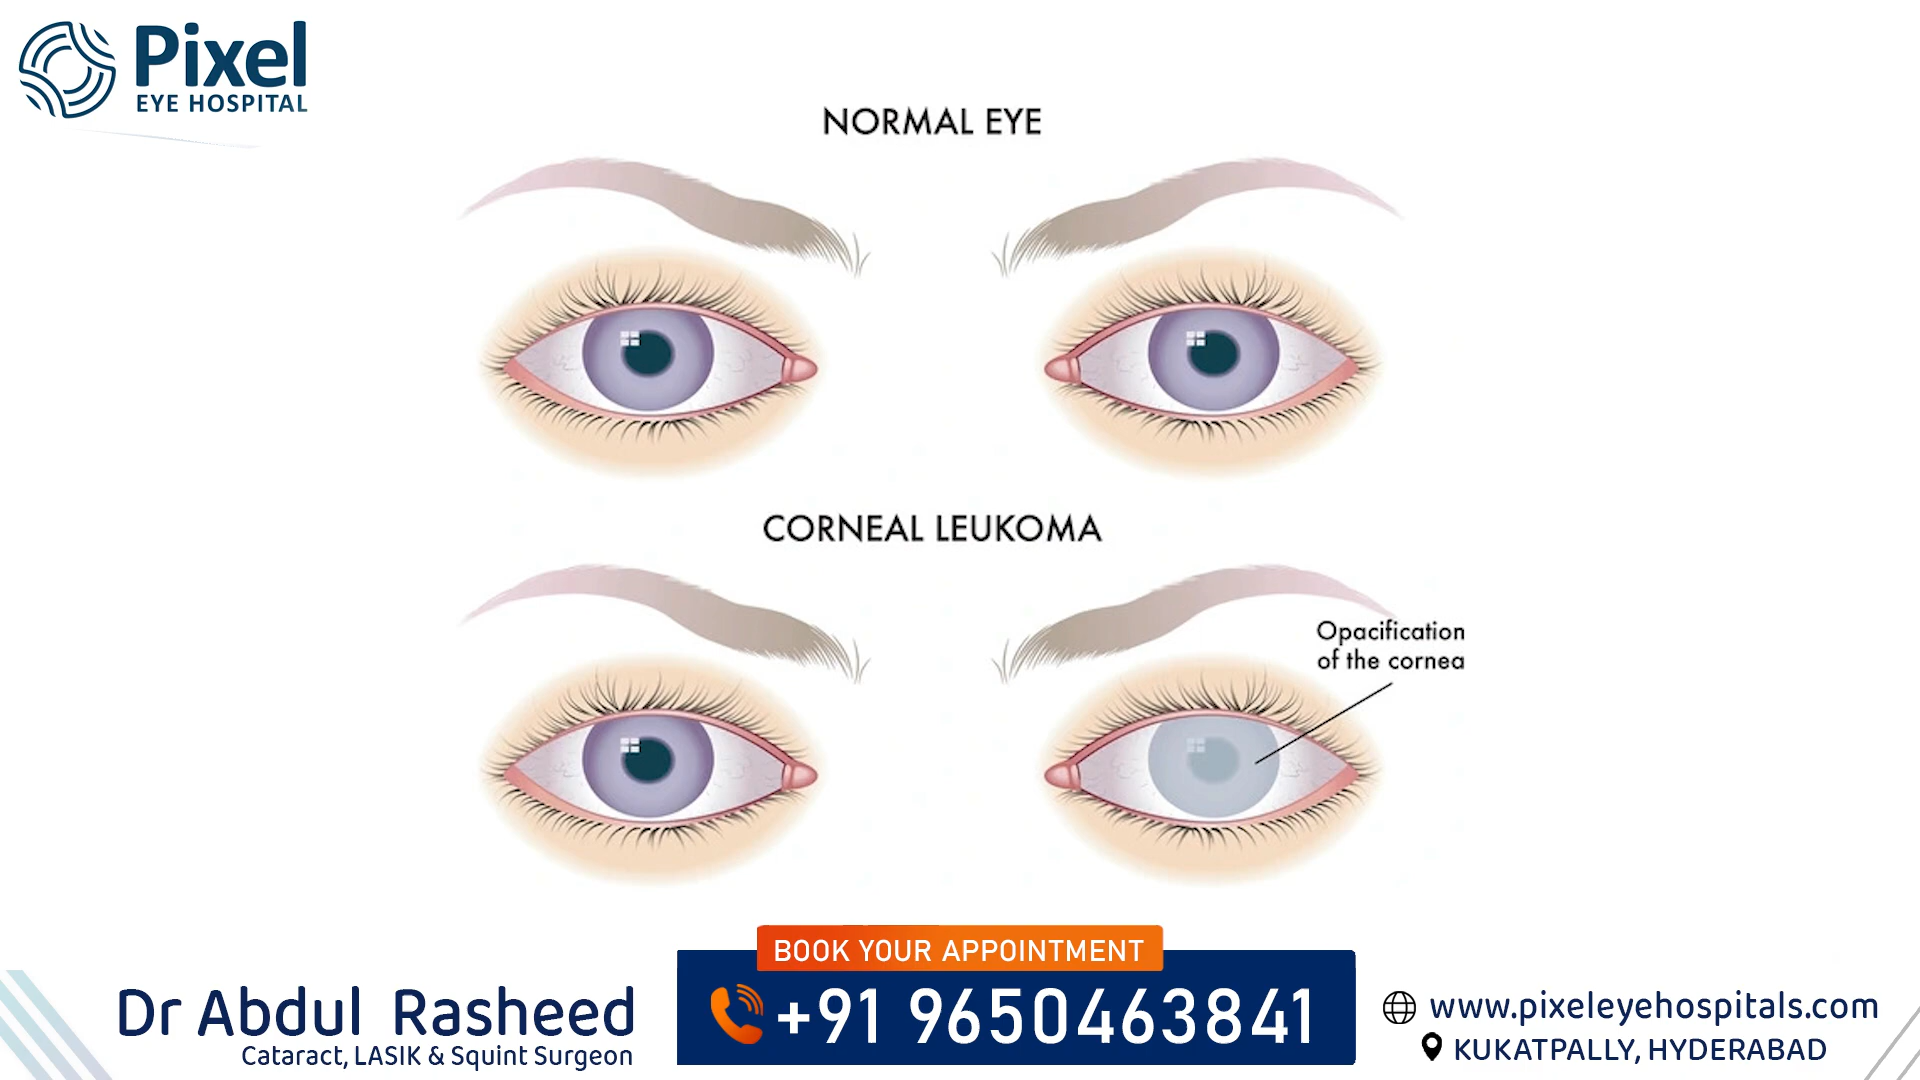 Pixel
EYE HOSPITAL
NORMAL EYE
CORNEAL LEUKOMA
Opacification
of the cornea
BOOK YOUR APPOINTMENT
+91 9650463841
Dr Abdul Rasheed
Cataract, LASIK & Squint Surgeon
www.pixeleyehospitals.com
KUKATPALLY, HYDERABAD